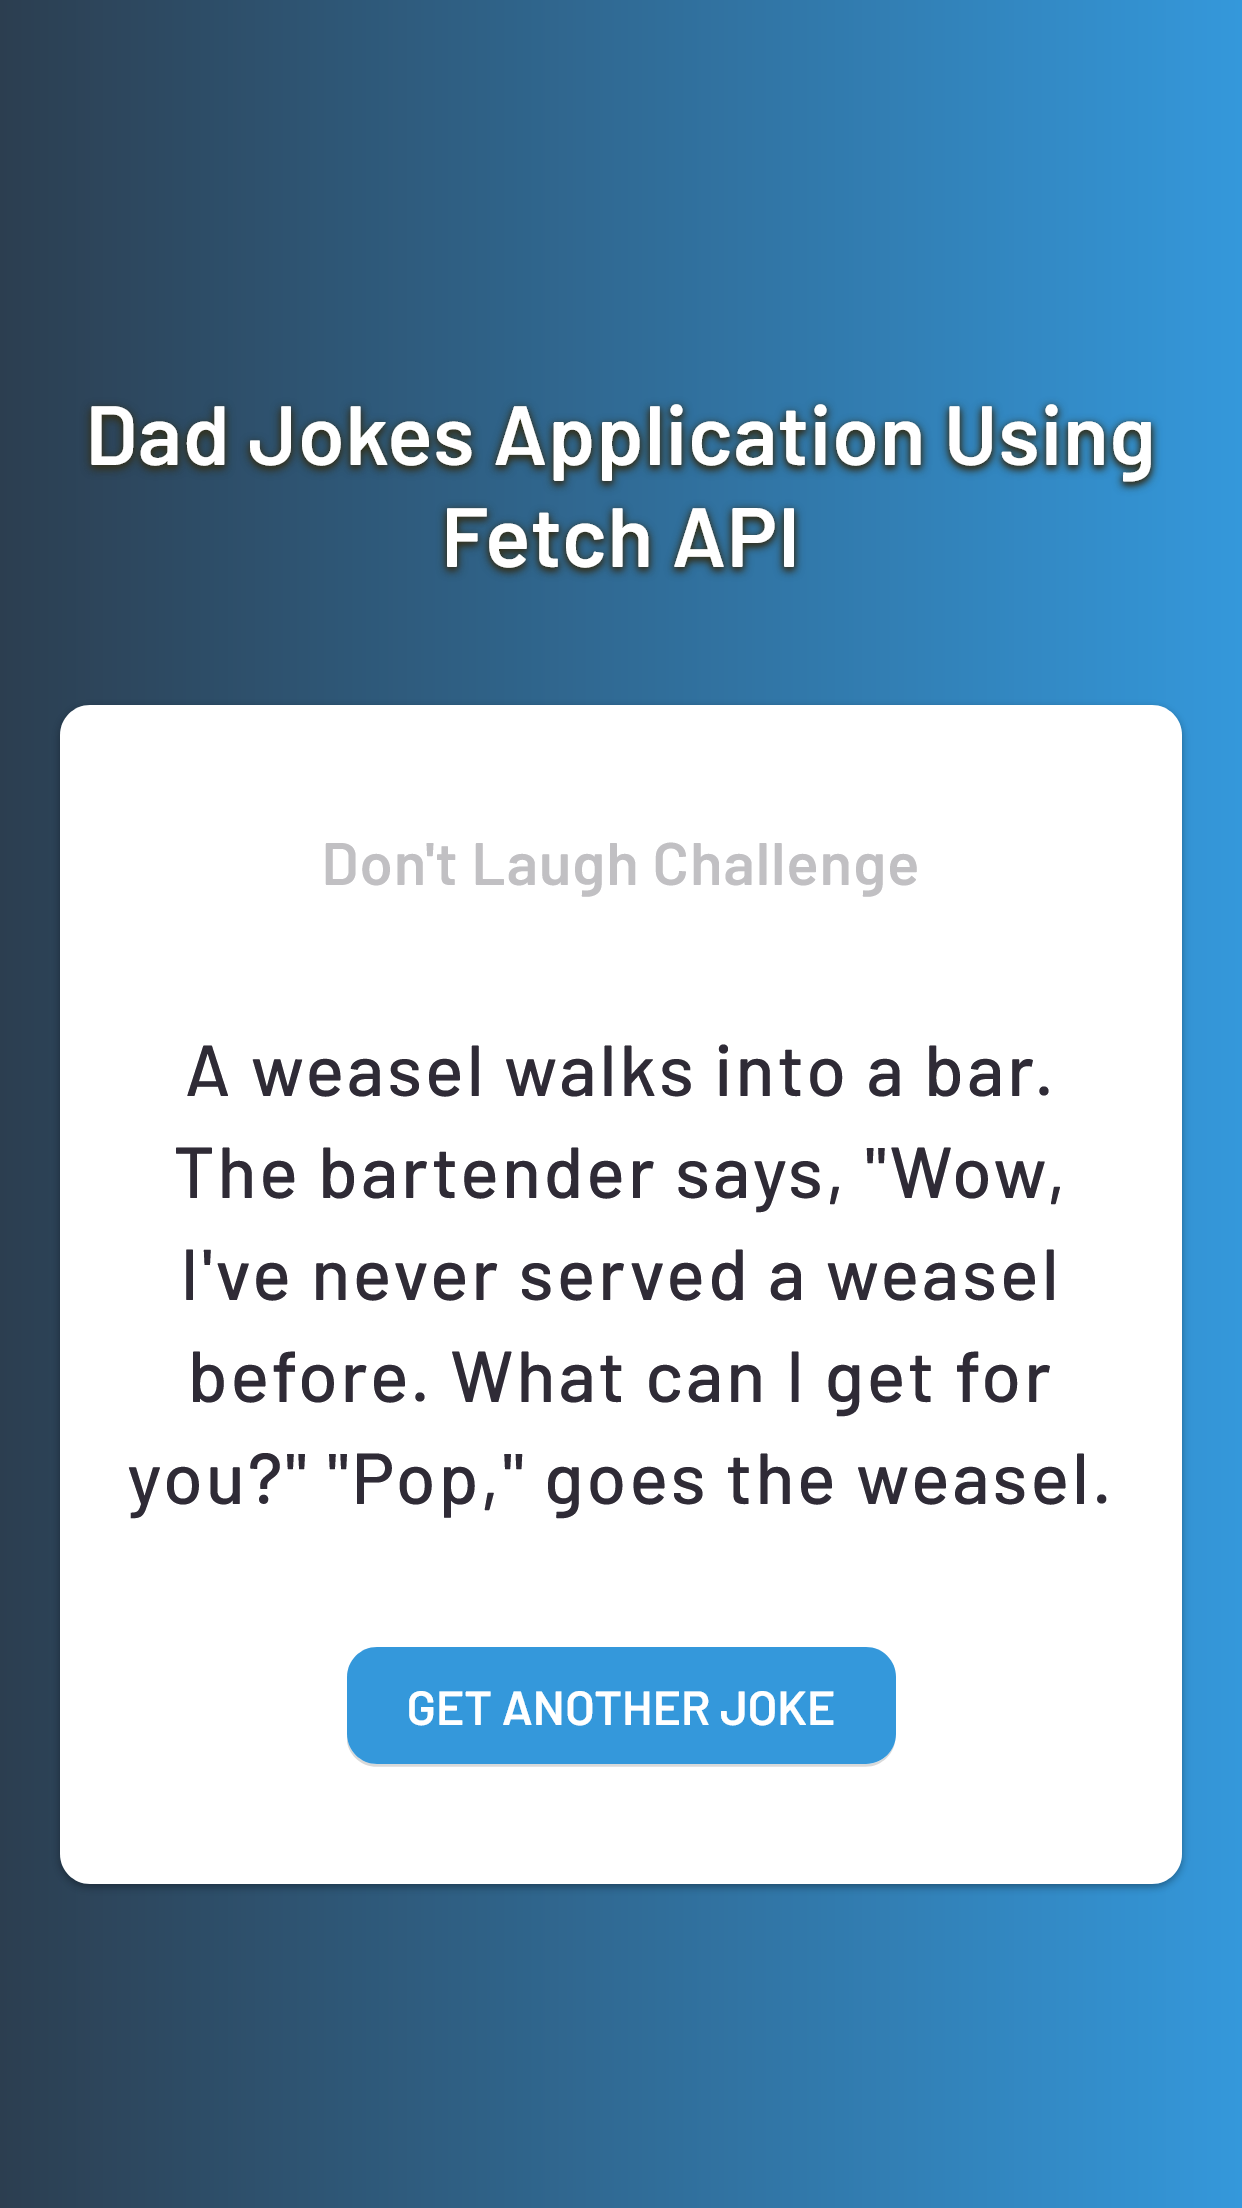 Dad Jokes Application Using
Fetch API
Don't Laugh Challenge
A weasel walks into a bar.
The bartender says, "Wow,
I've never served a weasel
before. What can I get for
you?" "Pop," goes the weasel.
GET ANOTHER JOKE